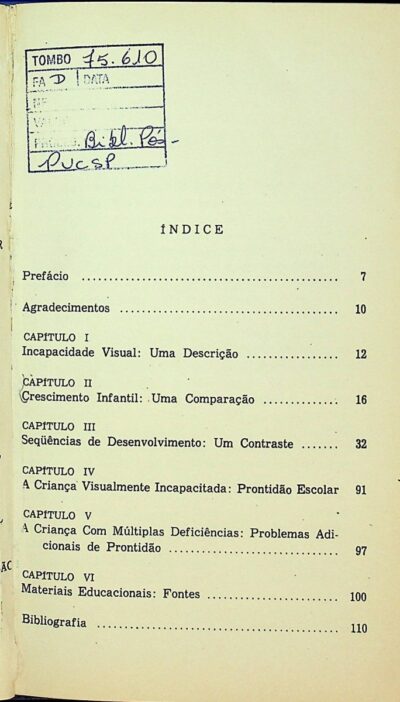 TOMBO 75.610
FA D DATA
Bibl. Pós-
PUCSP
ÍNDICE
Prefácio ........ 7
Agradecimentos ........ 10
CAPÍTULO I
Incapacidade Visual: Uma Descrição ........ 12
CAPÍTULO II
Crescimento Infantil: Uma Comparação ........ 16
CAPÍTULO III
Seqüências de Desenvolvimento: Um Contraste ....... 32
CAPÍTULO IV
A Criança Visualmente Incapacitada: Prontidão Escolar 91
CAPÍTULO V
A Criança Com Múltiplas Deficiências: Problemas Adi-
cionais de Prontidão ........ 97
CAPÍTULO VI
Materiais Educacionais: Fontes ........ 100
Bibliografia ........ 110